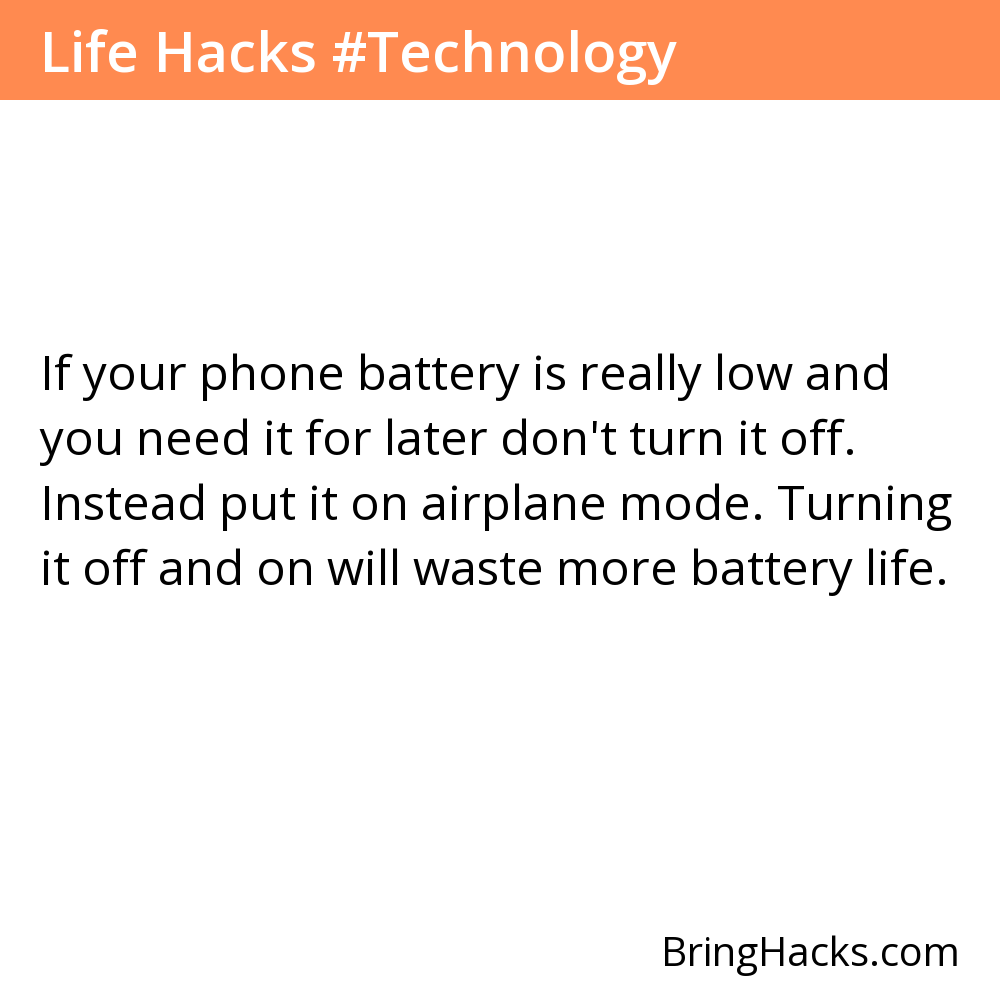 Life Hacks #Technology
If your phone battery is really low and
you need it for later don't turn it off.
Instead put it on airplane mode. Turning
it off and on will waste more battery life.
BringHacks.com